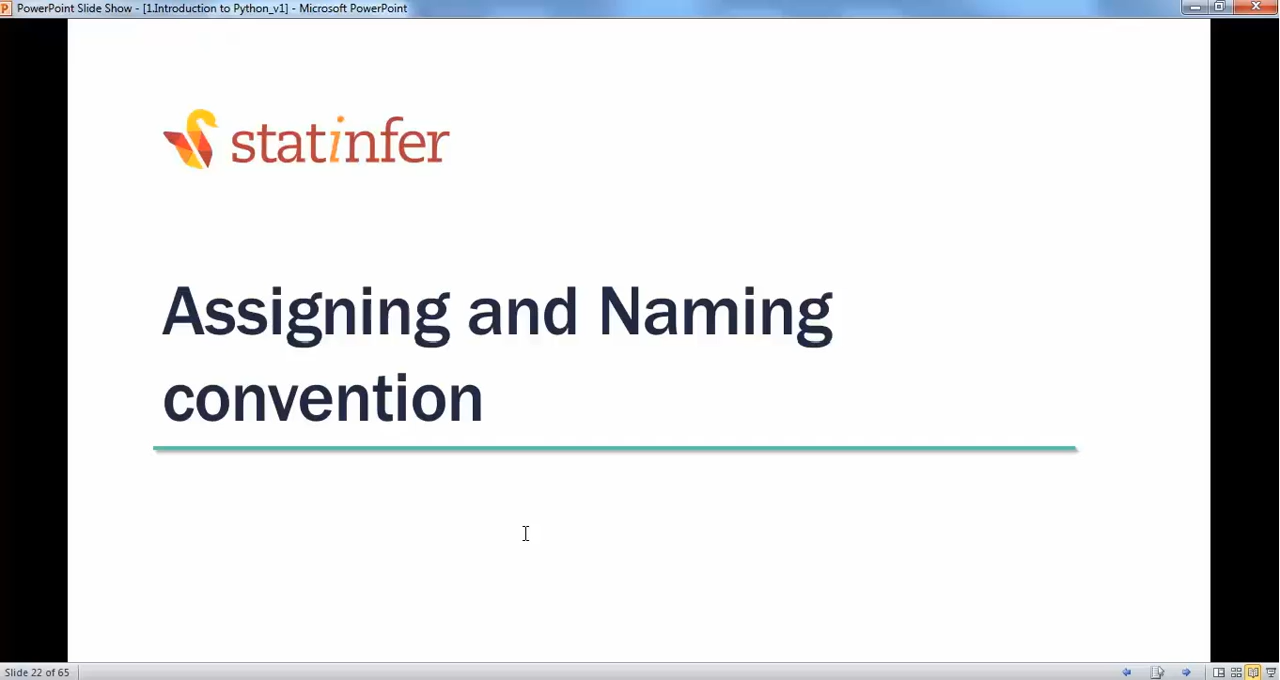 PowerPoint Slide Show - [1.Introduction to Python_v1] - Microsoft PowerPoint
statinfer
Assigning and Naming
convention
Slide 22 of 65